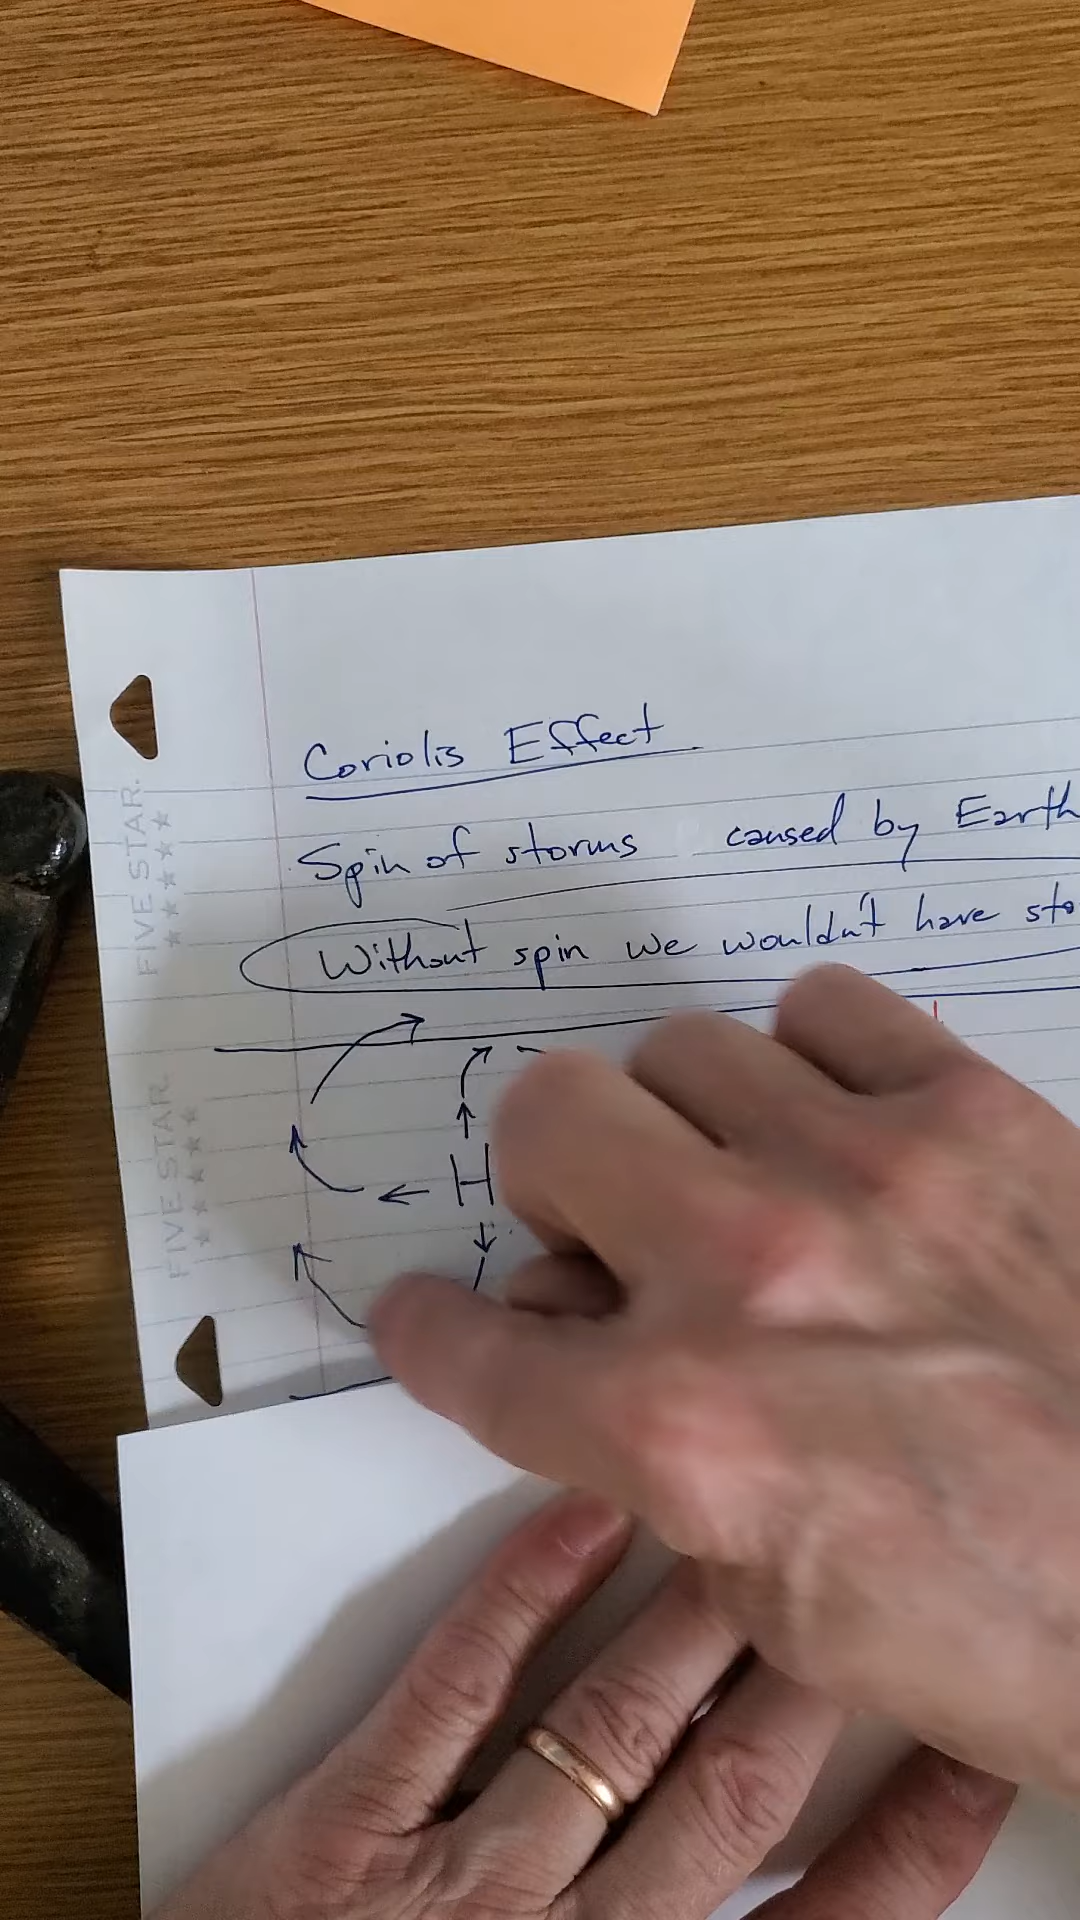 Coriolis Effect
Spin of storms caused by Earth
Without spin we wouldn't have
H
FIVE STAR.
FIVE STAR.